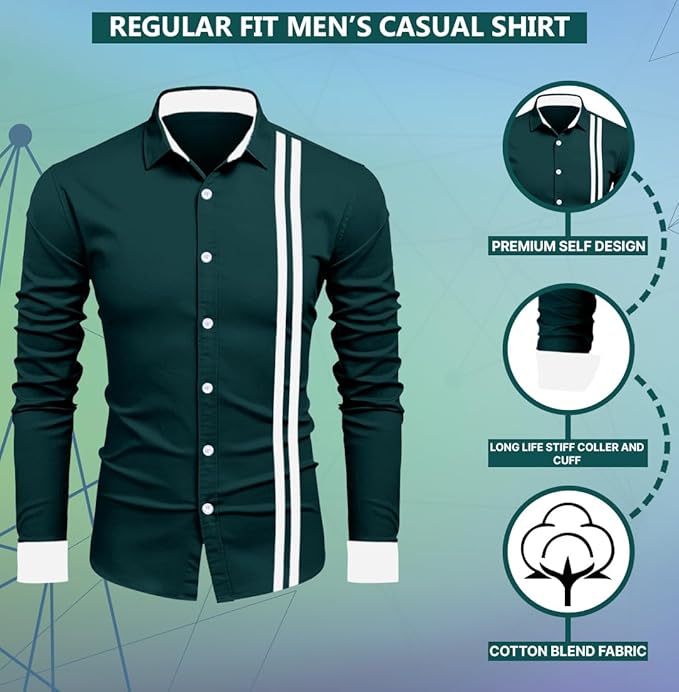 REGULAR FIT MEN'S CASUAL SHIRT
PREMIUM SELF DESIGN
LONG LIFE STIFF COLLER AND
CUFF
COTTON BLEND FABRIC